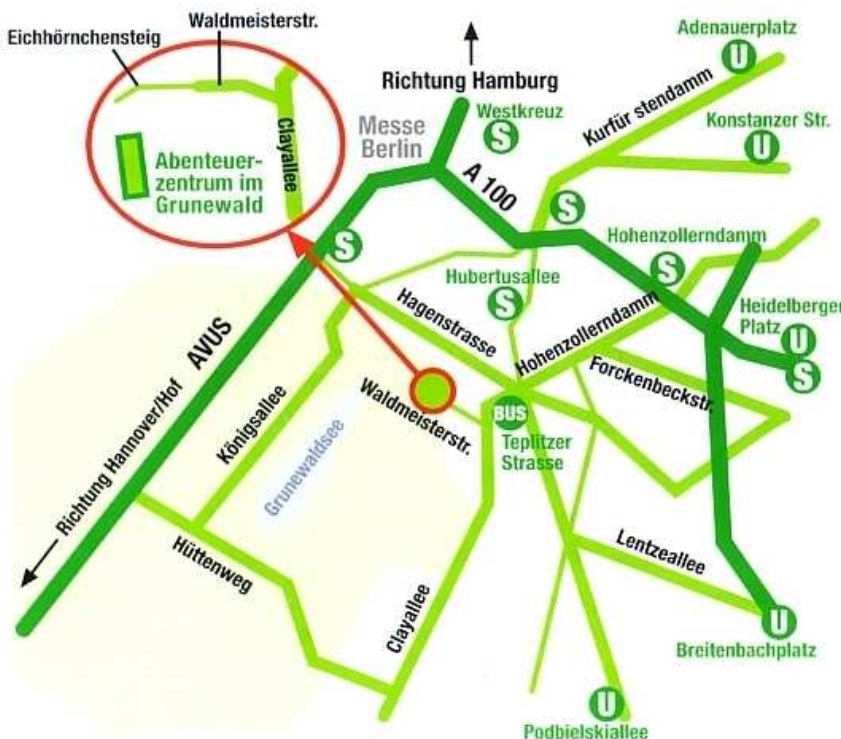 Waldmeisterstr.
Eichhörnchensteig
Clayallee
Abenteuer-
zentrum im
Grunewald
Richtung Hamburg
Messe
Berlin
Westkreuz
S
A 100
Adenauerplatz
U
Kurfür stendamm
Konstanzer Str.
U
S
S
Hubertusallee
S
Hohenzollerndamm
S
Heidelberger
Platz
U
S
Hagenstrasse
Hohenzollerndamm
Forckenbeckstr.
AVUS
Richtung Hannover/Hof
Königsallee
Grunewaldsee
Waldmeisterstr.
BUS
Teplitzer
Strasse
Hüttenweg
Clayallee
Lentzeallee
U
Breitenbachplatz
U
Podbielskiallee